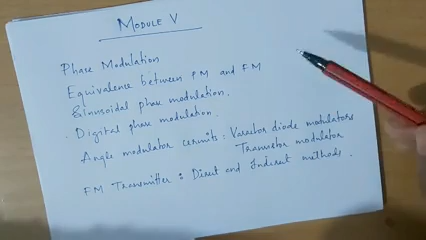 MODULE V
Phase Modulation
Equivalence between PM and FM
Sinusoidal phase modulation.
Digital phase modulation.
Angle modulator circuits : Varactor diode modulators
Transistor modulator
FM Transmitter : Direct and Indirect methods.